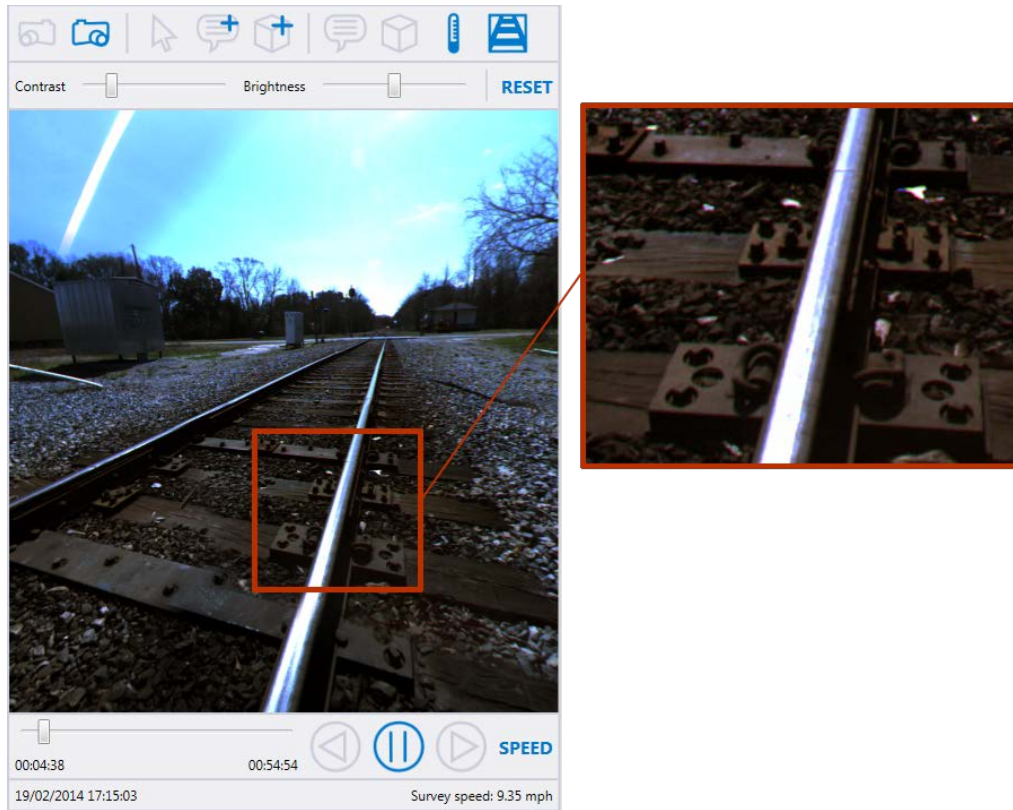 Contrast Brightness RESET
00:04:38 00:54:54 SPEED
19/02/2014 17:15:03 Survey speed: 9.35 mph